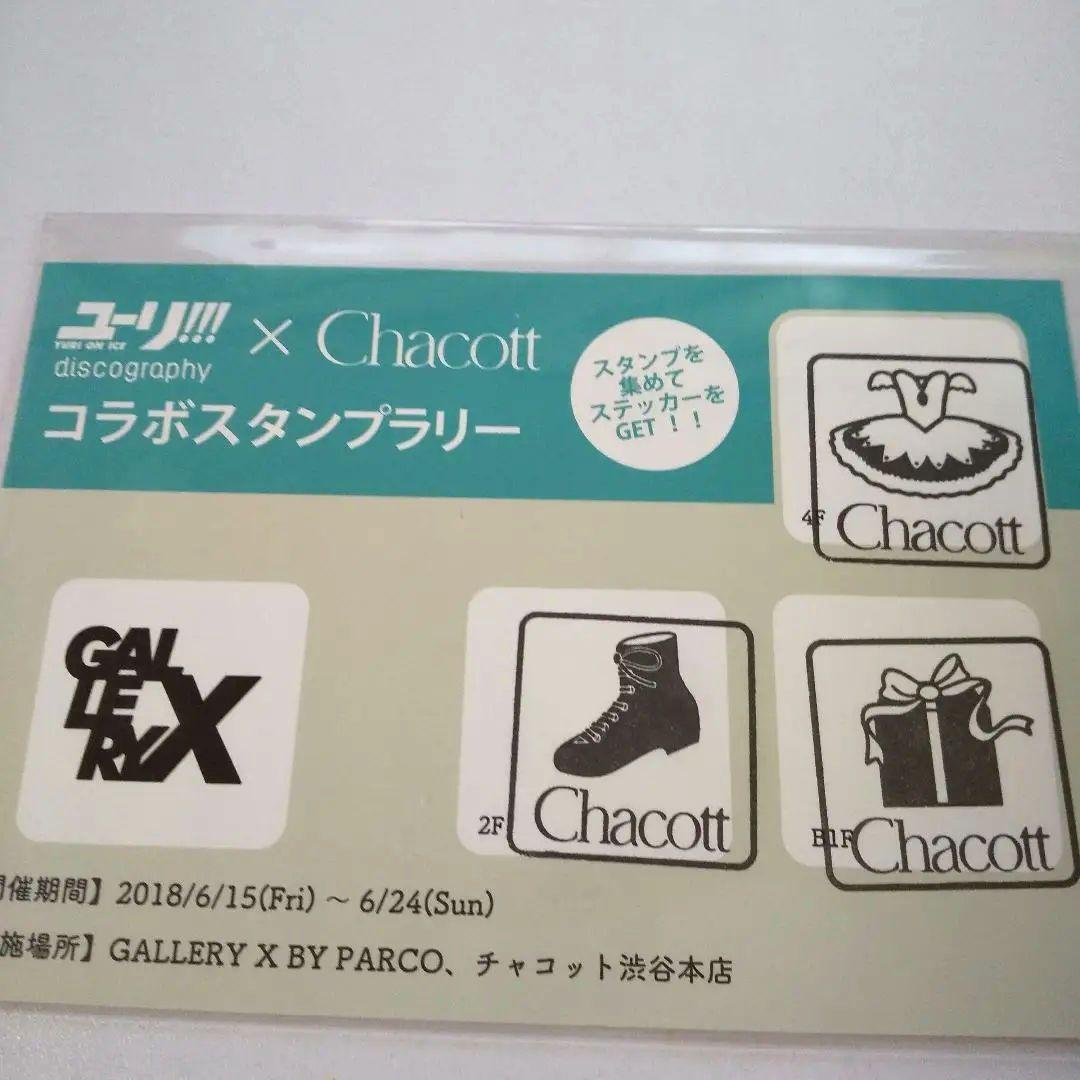 ユーリ!!! × Chacott
YURI ON ICE
discography
コラボスタンプラリー
スタンプを
集めて
ステッカーを
GET！！
4F Chacott
GAL
LE
RY X
2F Chacott
B1F Chacott
催期間】2018/6/15(Fri) ～ 6/24(Sun)
施場所】GALLERY X BY PARCO、チャコット渋谷本店